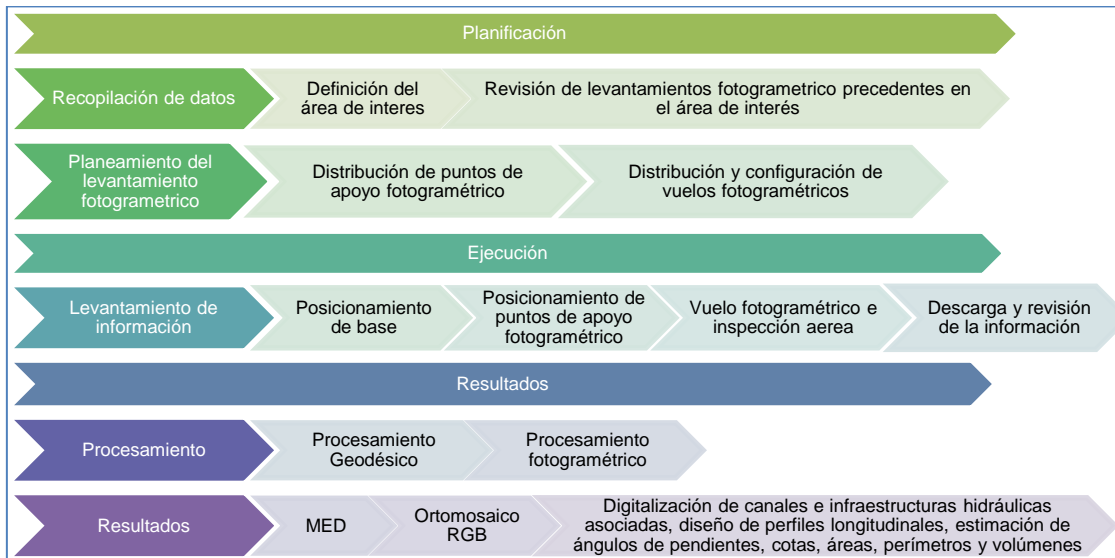 Planificación
Recopilación de datos
Definición del
área de interes
Revisión de levantamientos fotogrametrico precedentes en
el área de interés
Planeamiento del
levantamiento
fotogrametrico
Distribución de puntos de
apoyo fotogramétrico
Distribución y configuración de
vuelos fotogramétricos
Ejecución
Levantamiento de
información
Posicionamiento
de base
Posicionamiento de
puntos de apoyo
fotogramétrico
Vuelo fotogramétrico e
inspección aerea
Descarga y revisión
de la información
Resultados
Procesamiento
Procesamiento
Geodésico
Procesamiento
fotogramétrico
Resultados
MED
Ortomosaico
RGB
Digitalización de canales e infraestructuras hidráulicas
asociadas, diseño de perfiles longitudinales, estimación de
ángulos de pendientes, cotas, áreas, perímetros y volúmenes